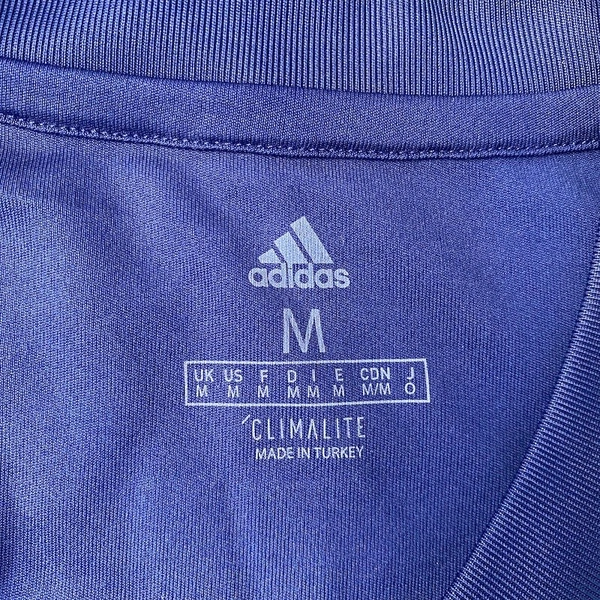 adidas
M
UK US F D I E CDN J
M M M M M M M/M O
CLIMALITE
MADE IN TURKEY